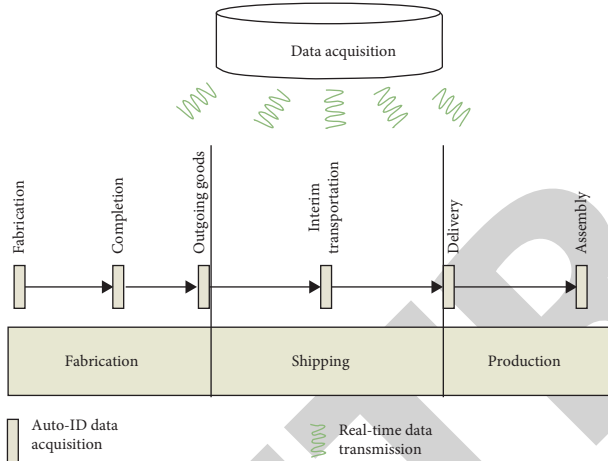 Data acquisition
Fabrication
Completion
Outgoing goods
Interim
transportation
Delivery
Assembly
Fabrication
Shipping
Production
Auto-ID data
acquisition
Real-time data
transmission